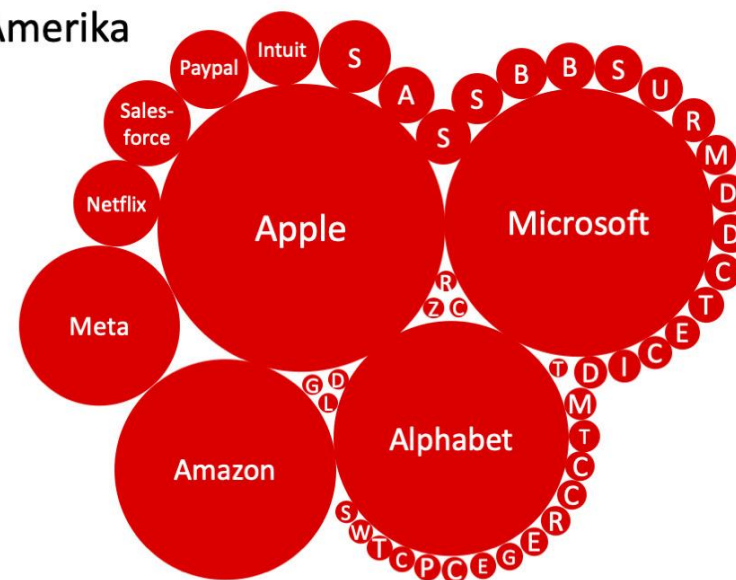 Amerika
Intuit
S
Paypal
A
S
S
B
B
S
U
R
M
D
D
C
T
E
C
I
D
Sales-
force
Netflix
Apple
Microsoft
Meta
R
Z
C
T
G
D
L
Amazon
Alphabet
M
T
C
C
R
E
G
E
C
P
C
T
W
S